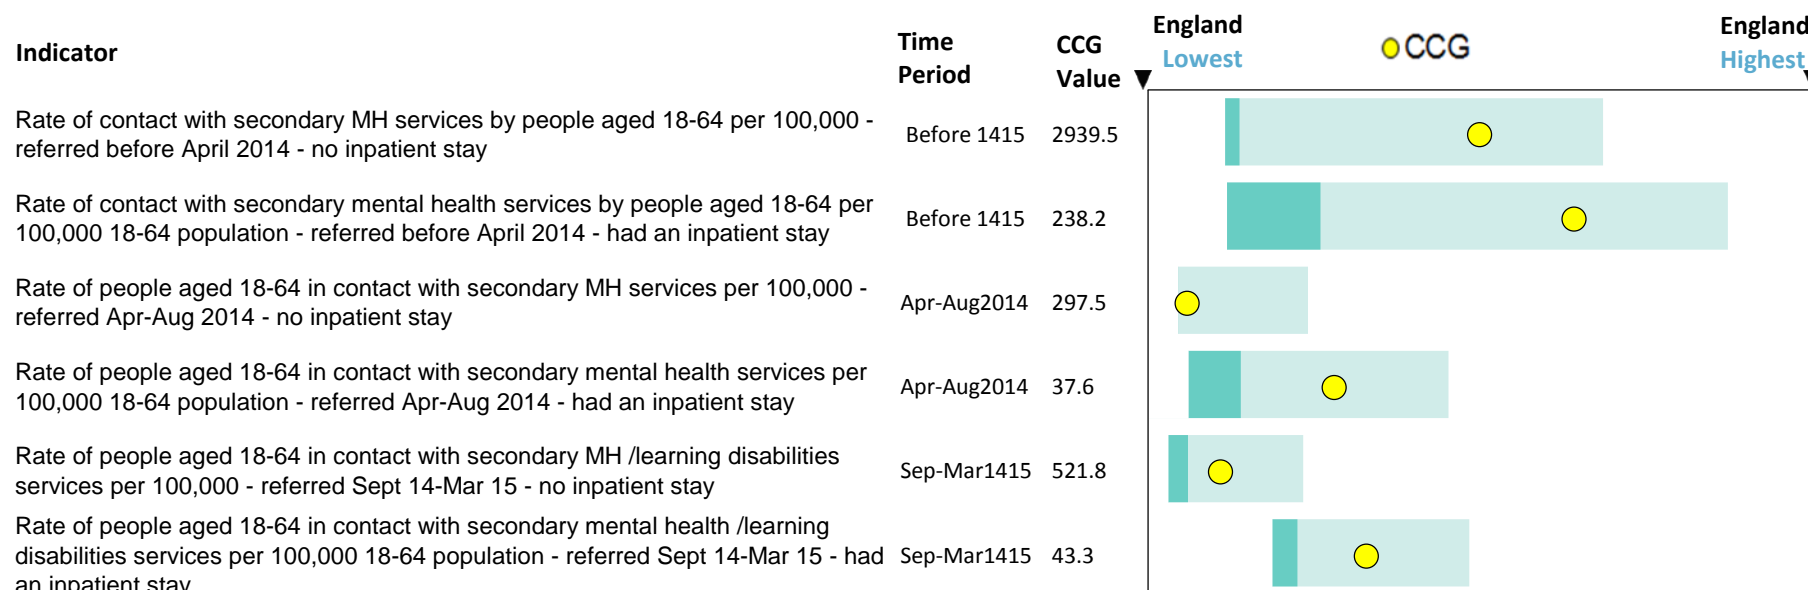 Indicator
Time Period
CCG Value
England Lowest
CCG
England Highest
Rate of contact with secondary MH services by people aged 18-64 per 100,000 -
referred before April 2014 - no inpatient stay
Before 1415
2939.5
Rate of contact with secondary mental health services by people aged 18-64 per
100,000 18-64 population - referred before April 2014 - had an inpatient stay
Before 1415
238.2
Rate of people aged 18-64 in contact with secondary MH services per 100,000 -
referred Apr-Aug 2014 - no inpatient stay
Apr-Aug2014
297.5
Rate of people aged 18-64 in contact with secondary mental health services per
100,000 18-64 population - referred Apr-Aug 2014 - had an inpatient stay
Apr-Aug2014
37.6
Rate of people aged 18-64 in contact with secondary MH /learning disabilities
services per 100,000 - referred Sept 14-Mar 15 - no inpatient stay
Sep-Mar1415
521.8
Rate of people aged 18-64 in contact with secondary mental health /learning
disabilities services per 100,000 18-64 population - referred Sept 14-Mar 15 - had
an inpatient stay
Sep-Mar1415
43.3